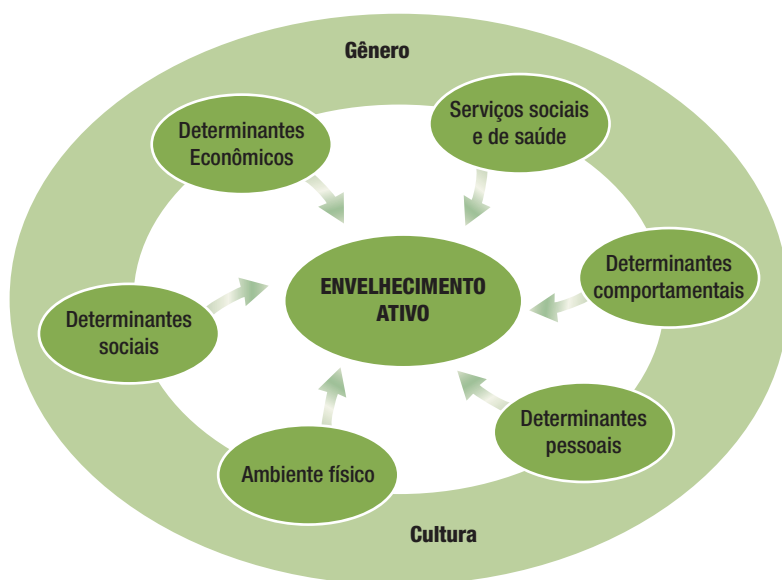 Gênero
Determinantes
Econômicos
Serviços sociais
e de saúde
Determinantes
comportamentais
ENVELHECIMENTO
ATIVO
Determinantes
sociais
Determinantes
pessoais
Ambiente físico
Cultura